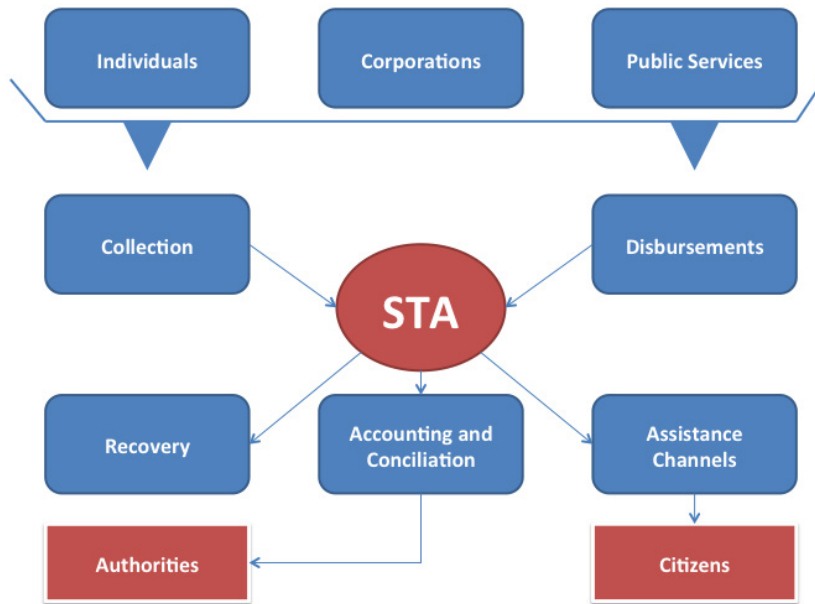 Individuals
Corporations
Public Services
Collection
Disbursements
STA
Recovery
Accounting and
Conciliation
Assistance
Channels
Authorities
Citizens